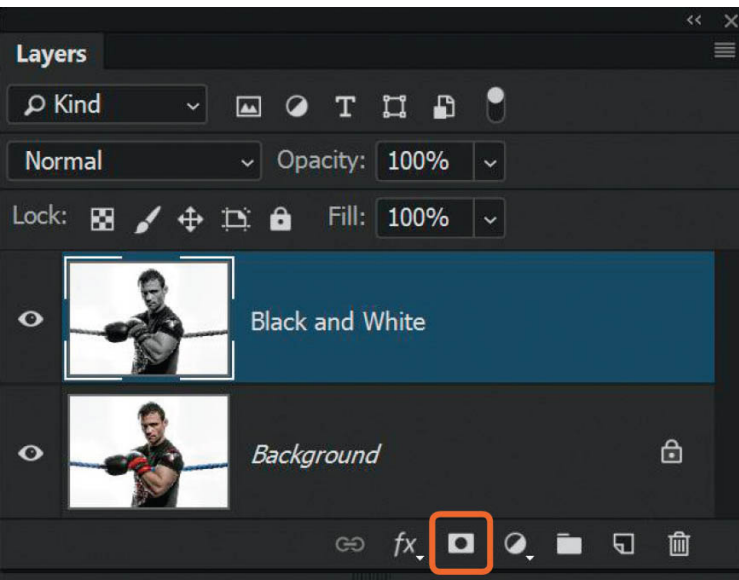 Layers
Kind
Normal Opacity: 100%
Lock: Fill: 100%
Black and White
Background
fx